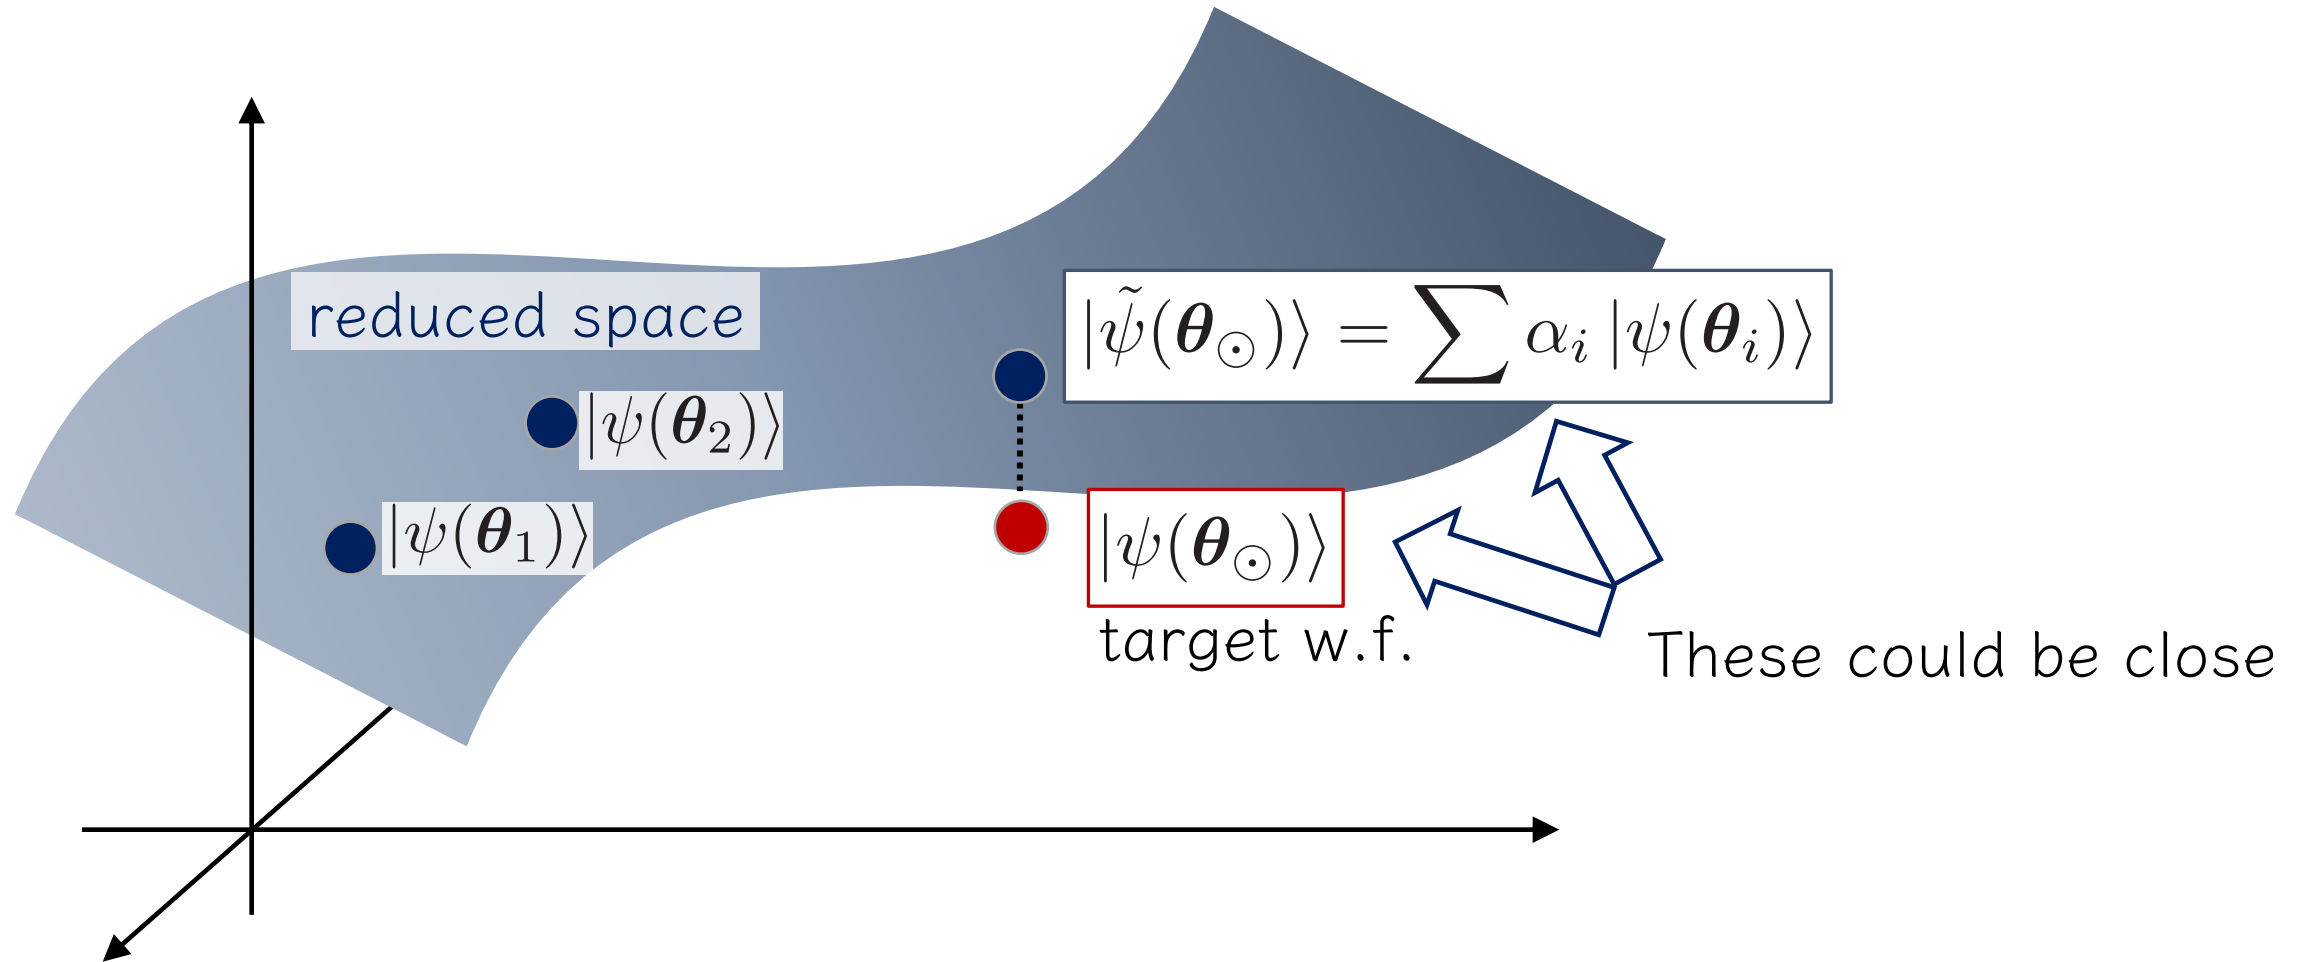 reduced space
|ψ̃(θ⊙)⟩ = ∑ αᵢ |ψ(θᵢ)⟩
|ψ(θ₂)⟩
|ψ(θ₁)⟩
|ψ(θ⊙)⟩
target w.f.
These could be close